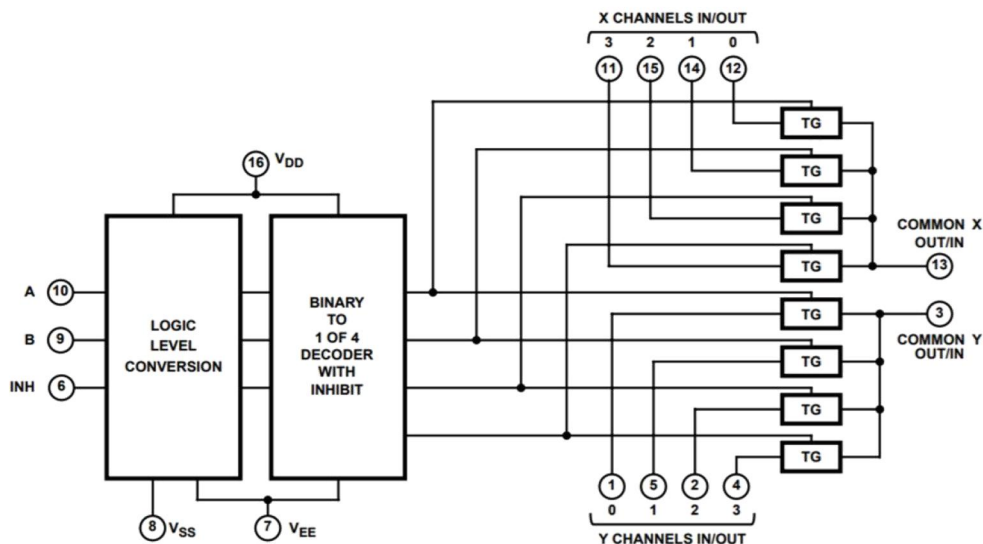 X CHANNELS IN/OUT
3 2 1 0
11 15 14 12
TG
16 VDD
TG
TG
COMMON X
OUT/IN
TG
13
A 10
LOGIC
LEVEL
CONVERSION
BINARY
TO
1 OF 4
DECODER
WITH
INHIBIT
TG
3
COMMON Y
OUT/IN
B 9
TG
INH 6
TG
TG
1 5 2 4
0 1 2 3
Y CHANNELS IN/OUT
8 VSS
7 VEE